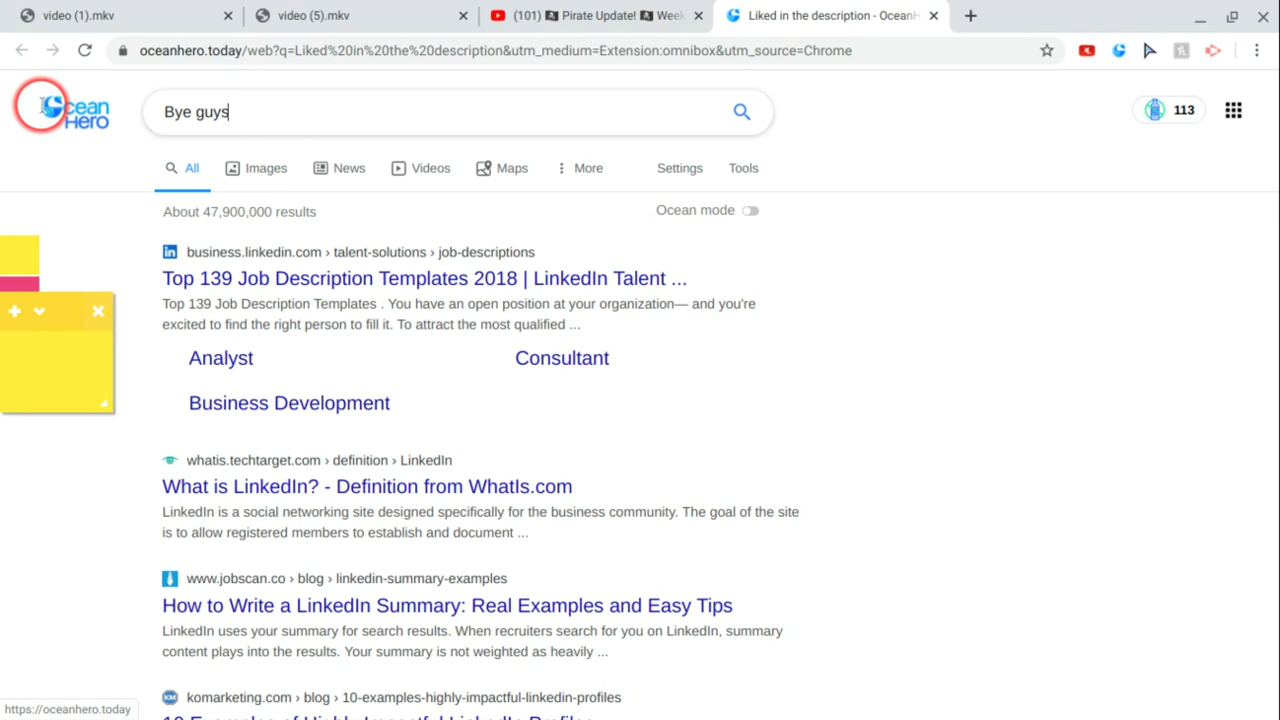 video (1).mkv
video (5).mkv
(101) Pirate Update! Week
Liked in the description - Ocean
oceanhero.today/web?q=Liked%20in%20the%20description&utm_medium=Extension:omnibox&utm_source=Chrome
Ocean
Hero
Bye guys
113
All
Images
News
Videos
Maps
More
Settings
Tools
About 47,900,000 results
Ocean mode
business.linkedin.com › talent-solutions › job-descriptions
Top 139 Job Description Templates 2018 | LinkedIn Talent ...
Top 139 Job Description Templates . You have an open position at your organization— and you're
excited to find the right person to fill it. To attract the most qualified ...
Analyst
Consultant
Business Development
whatis.techtarget.com › definition › LinkedIn
What is LinkedIn? - Definition from WhatIs.com
LinkedIn is a social networking site designed specifically for the business community. The goal of the site
is to allow registered members to establish and document ...
www.jobscan.co › blog › linkedin-summary-examples
How to Write a LinkedIn Summary: Real Examples and Easy Tips
LinkedIn uses your summary for search results. When recruiters search for you on LinkedIn, summary
content plays into the results. Your summary is not weighted as heavily ...
KM
komarketing.com › blog › 10-examples-highly-impactful-linkedin-profiles
10 Examples of Highly Impactful LinkedIn Profiles
https://oceanhero.today